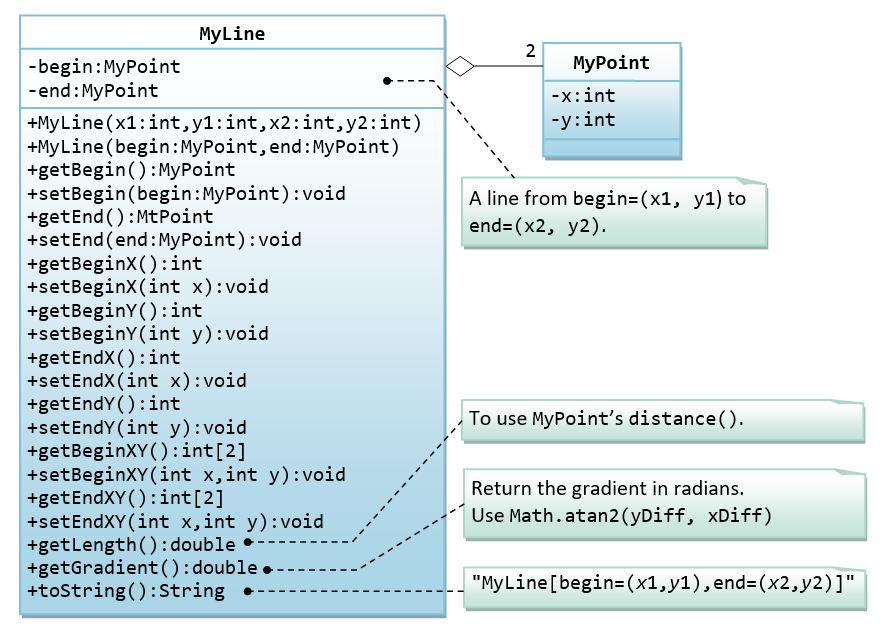 MyLine
-begin:MyPoint
-end:MyPoint
+MyLine(x1:int,y1:int,x2:int,y2:int)
+MyLine(begin:MyPoint,end:MyPoint)
+getBegin():MyPoint
+setBegin(begin:MyPoint):void
+getEnd():MtPoint
+setEnd(end:MyPoint):void
+getBeginX():int
+setBeginX(int x):void
+getBeginY():int
+setBeginY(int y):void
+getEndX():int
+setEndX(int x):void
+getEndY():int
+setEndY(int y):void
+getBeginXY():int[2]
+setBeginXY(int x,int y):void
+getEndXY():int[2]
+setEndXY(int x,int y):void
+getLength():double
+getGradient():double
+toString():String
2
MyPoint
-x:int
-y:int
A line from begin=(x1, y1) to
end=(x2, y2).
To use MyPoint’s distance().
Return the gradient in radians.
Use Math.atan2(yDiff, xDiff)
"MyLine[begin=(x1,y1),end=(x2,y2)]"